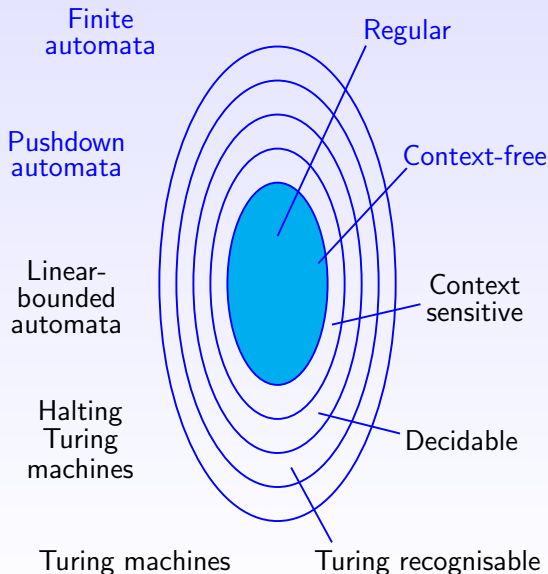 Finite
automata
Regular
Pushdown
automata
Context-free
Linear-
bounded
automata
Context
sensitive
Halting
Turing
machines
Decidable
Turing machines
Turing recognisable